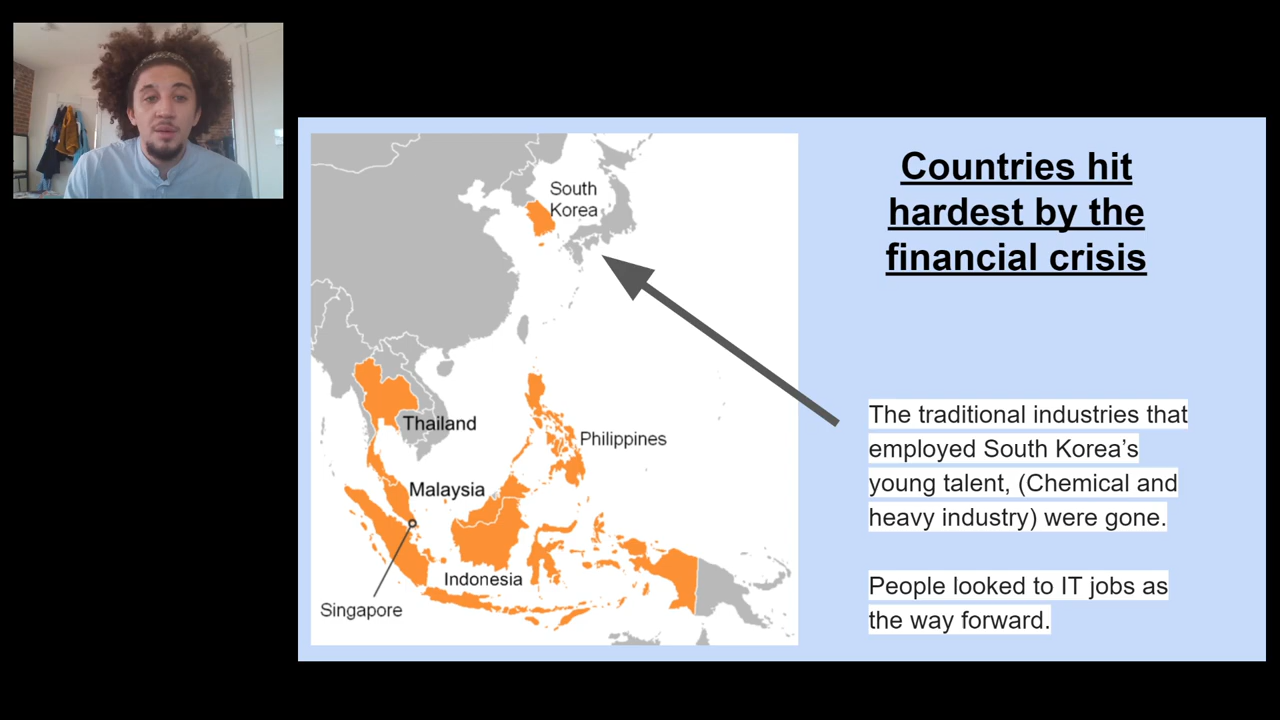 Countries hit
hardest by the
financial crisis
South
Korea
Thailand
Philippines
Malaysia
Indonesia
Singapore
The traditional industries that
employed South Korea’s
young talent, (Chemical and
heavy industry) were gone.
People looked to IT jobs as
the way forward.